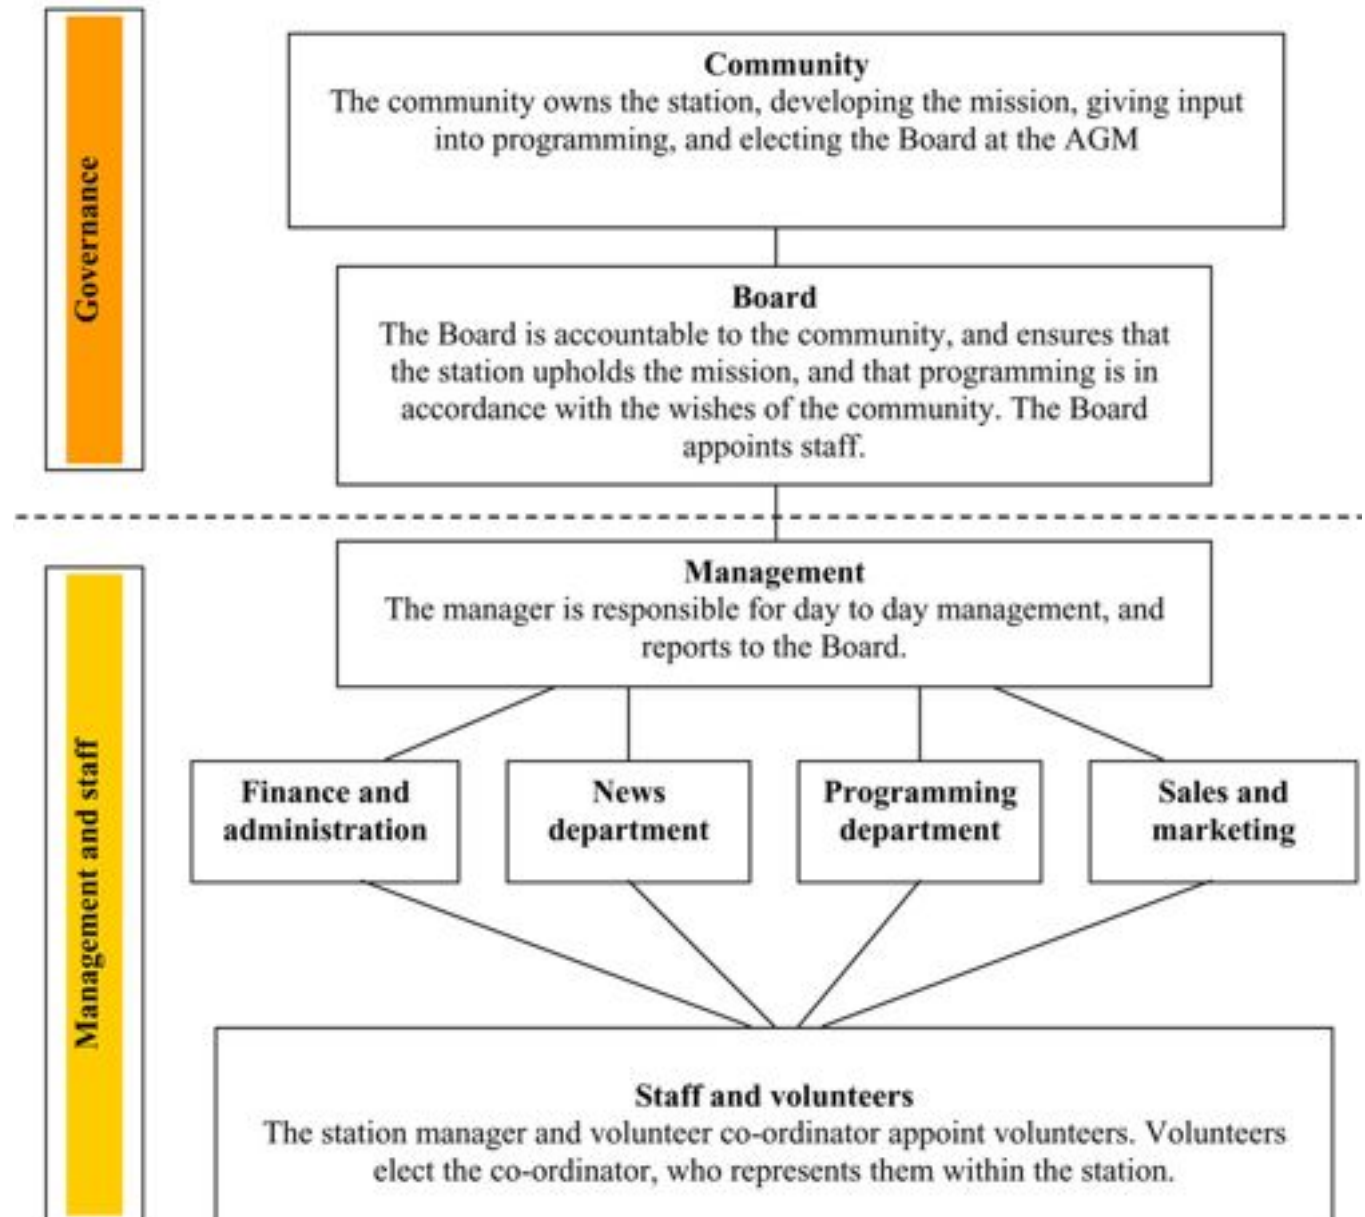 Governance
Community
The community owns the station, developing the mission, giving input
into programming, and electing the Board at the AGM
Board
The Board is accountable to the community, and ensures that
the station upholds the mission, and that programming is in
accordance with the wishes of the community. The Board
appoints staff.
Management and staff
Management
The manager is responsible for day to day management, and
reports to the Board.
Finance and
administration
News
department
Programming
department
Sales and
marketing
Staff and volunteers
The station manager and volunteer co-ordinator appoint volunteers. Volunteers
elect the co-ordinator, who represents them within the station.